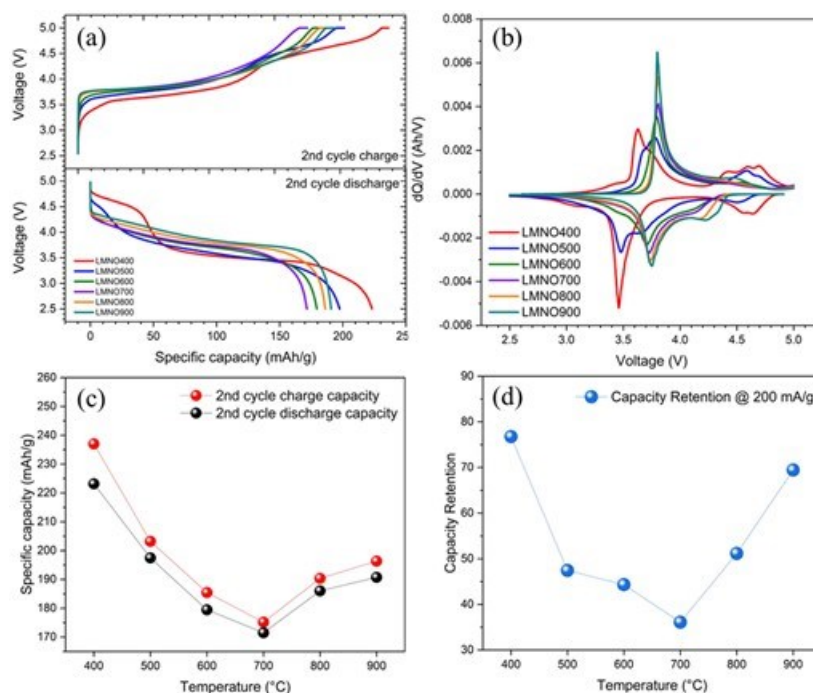 (a)
5.0
4.5
4.0
3.5
3.0
2.5
Voltage (V)
2nd cycle charge
2nd cycle discharge
5.0
4.5
4.0
3.5
3.0
2.5
Voltage (V)
LMNO400
LMNO500
LMNO600
LMNO700
LMNO800
LMNO900
0 50 100 150 200 25
Specific capacity (mAh/g)
(b)
0.008
0.006
0.004
0.002
0.000
-0.002
-0.004
-0.006
dQ/dV (Ah/V)
LMNO400
LMNO500
LMNO600
LMNO700
LMNO800
LMNO900
2.5 3.0 3.5 4.0 4.5 5.0
Voltage (V)
(c)
2nd cycle charge capacity
2nd cycle discharge capacity
260
250
240
230
220
210
200
190
180
170
Specific capacity (mAh/g)
400 500 600 700 800 900
Temperature (°C)
(d)
Capacity Retention @ 200 mA/g
90
80
70
60
50
40
30
Capacity Retention
400 500 600 700 800 900
Temperature (°C)